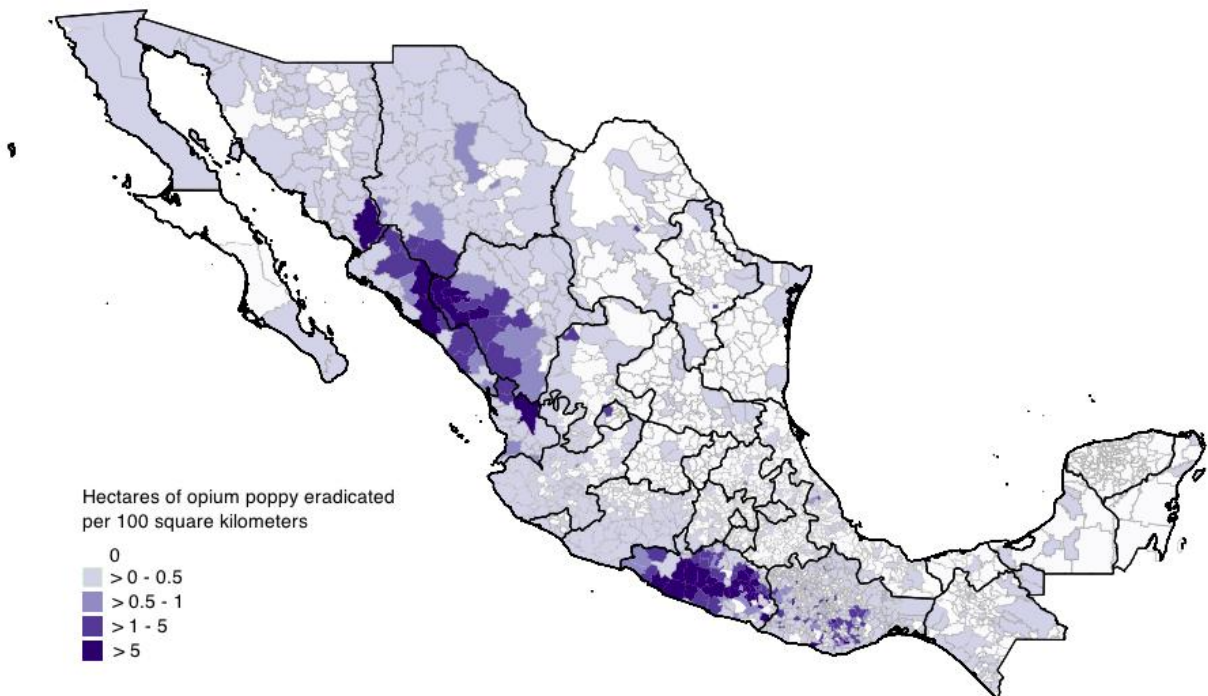 Hectares of opium poppy eradicated
per 100 square kilometers
0
> 0 - 0.5
> 0.5 - 1
> 1 - 5
> 5